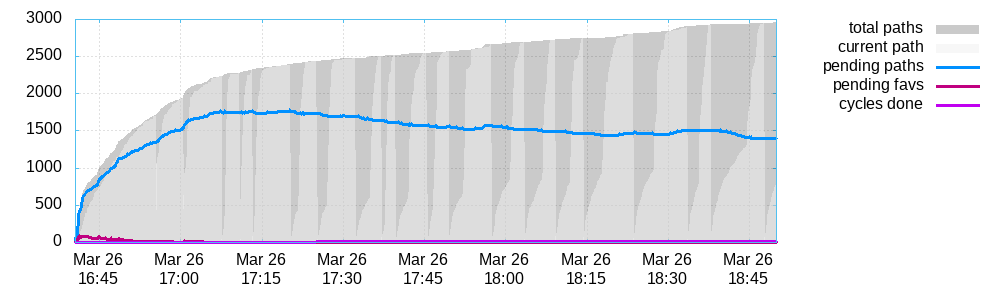 3000
2500
2000
1500
1000
500
0
Mar 26 Mar 26 Mar 26 Mar 26 Mar 26 Mar 26 Mar 26 Mar 26 Mar 26
16:45 17:00 17:15 17:30 17:45 18:00 18:15 18:30 18:45
total paths
current path
pending paths
pending favs
cycles done